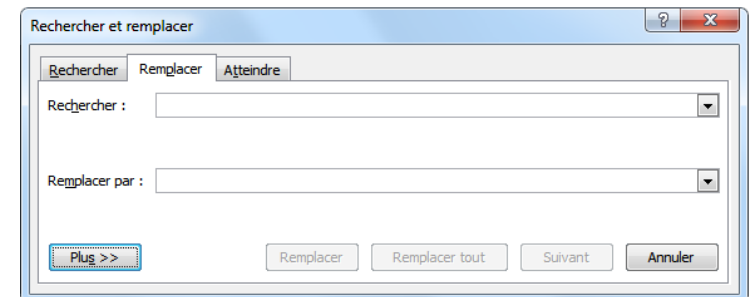 Rechercher et remplacer
Rechercher Remplacer Atteindre
Rechercher :
Remplacer par :
Plus >> Remplacer Remplacer tout Suivant Annuler